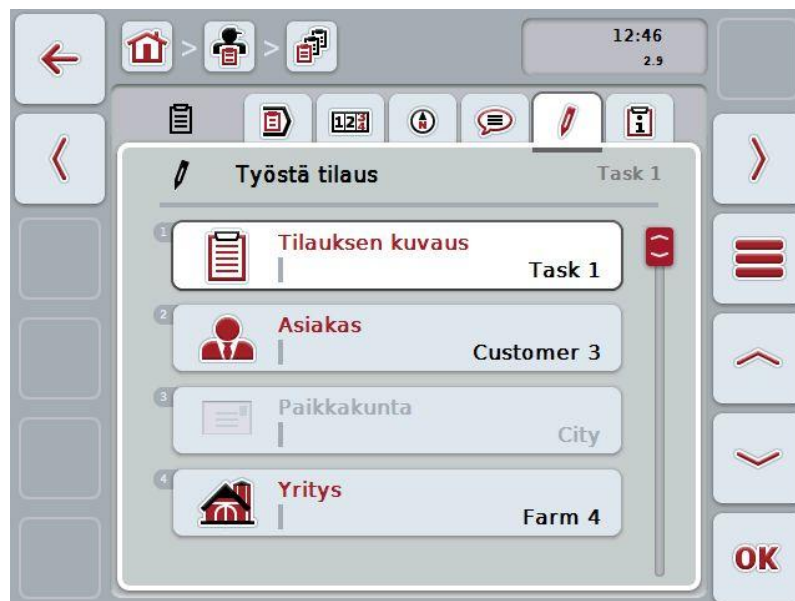 12:46
2.9
Työstä tilaus
Task 1
1
Tilauksen kuvaus
Task 1
2
Asiakas
Customer 3
3
Paikkakunta
City
4
Yritys
Farm 4
OK